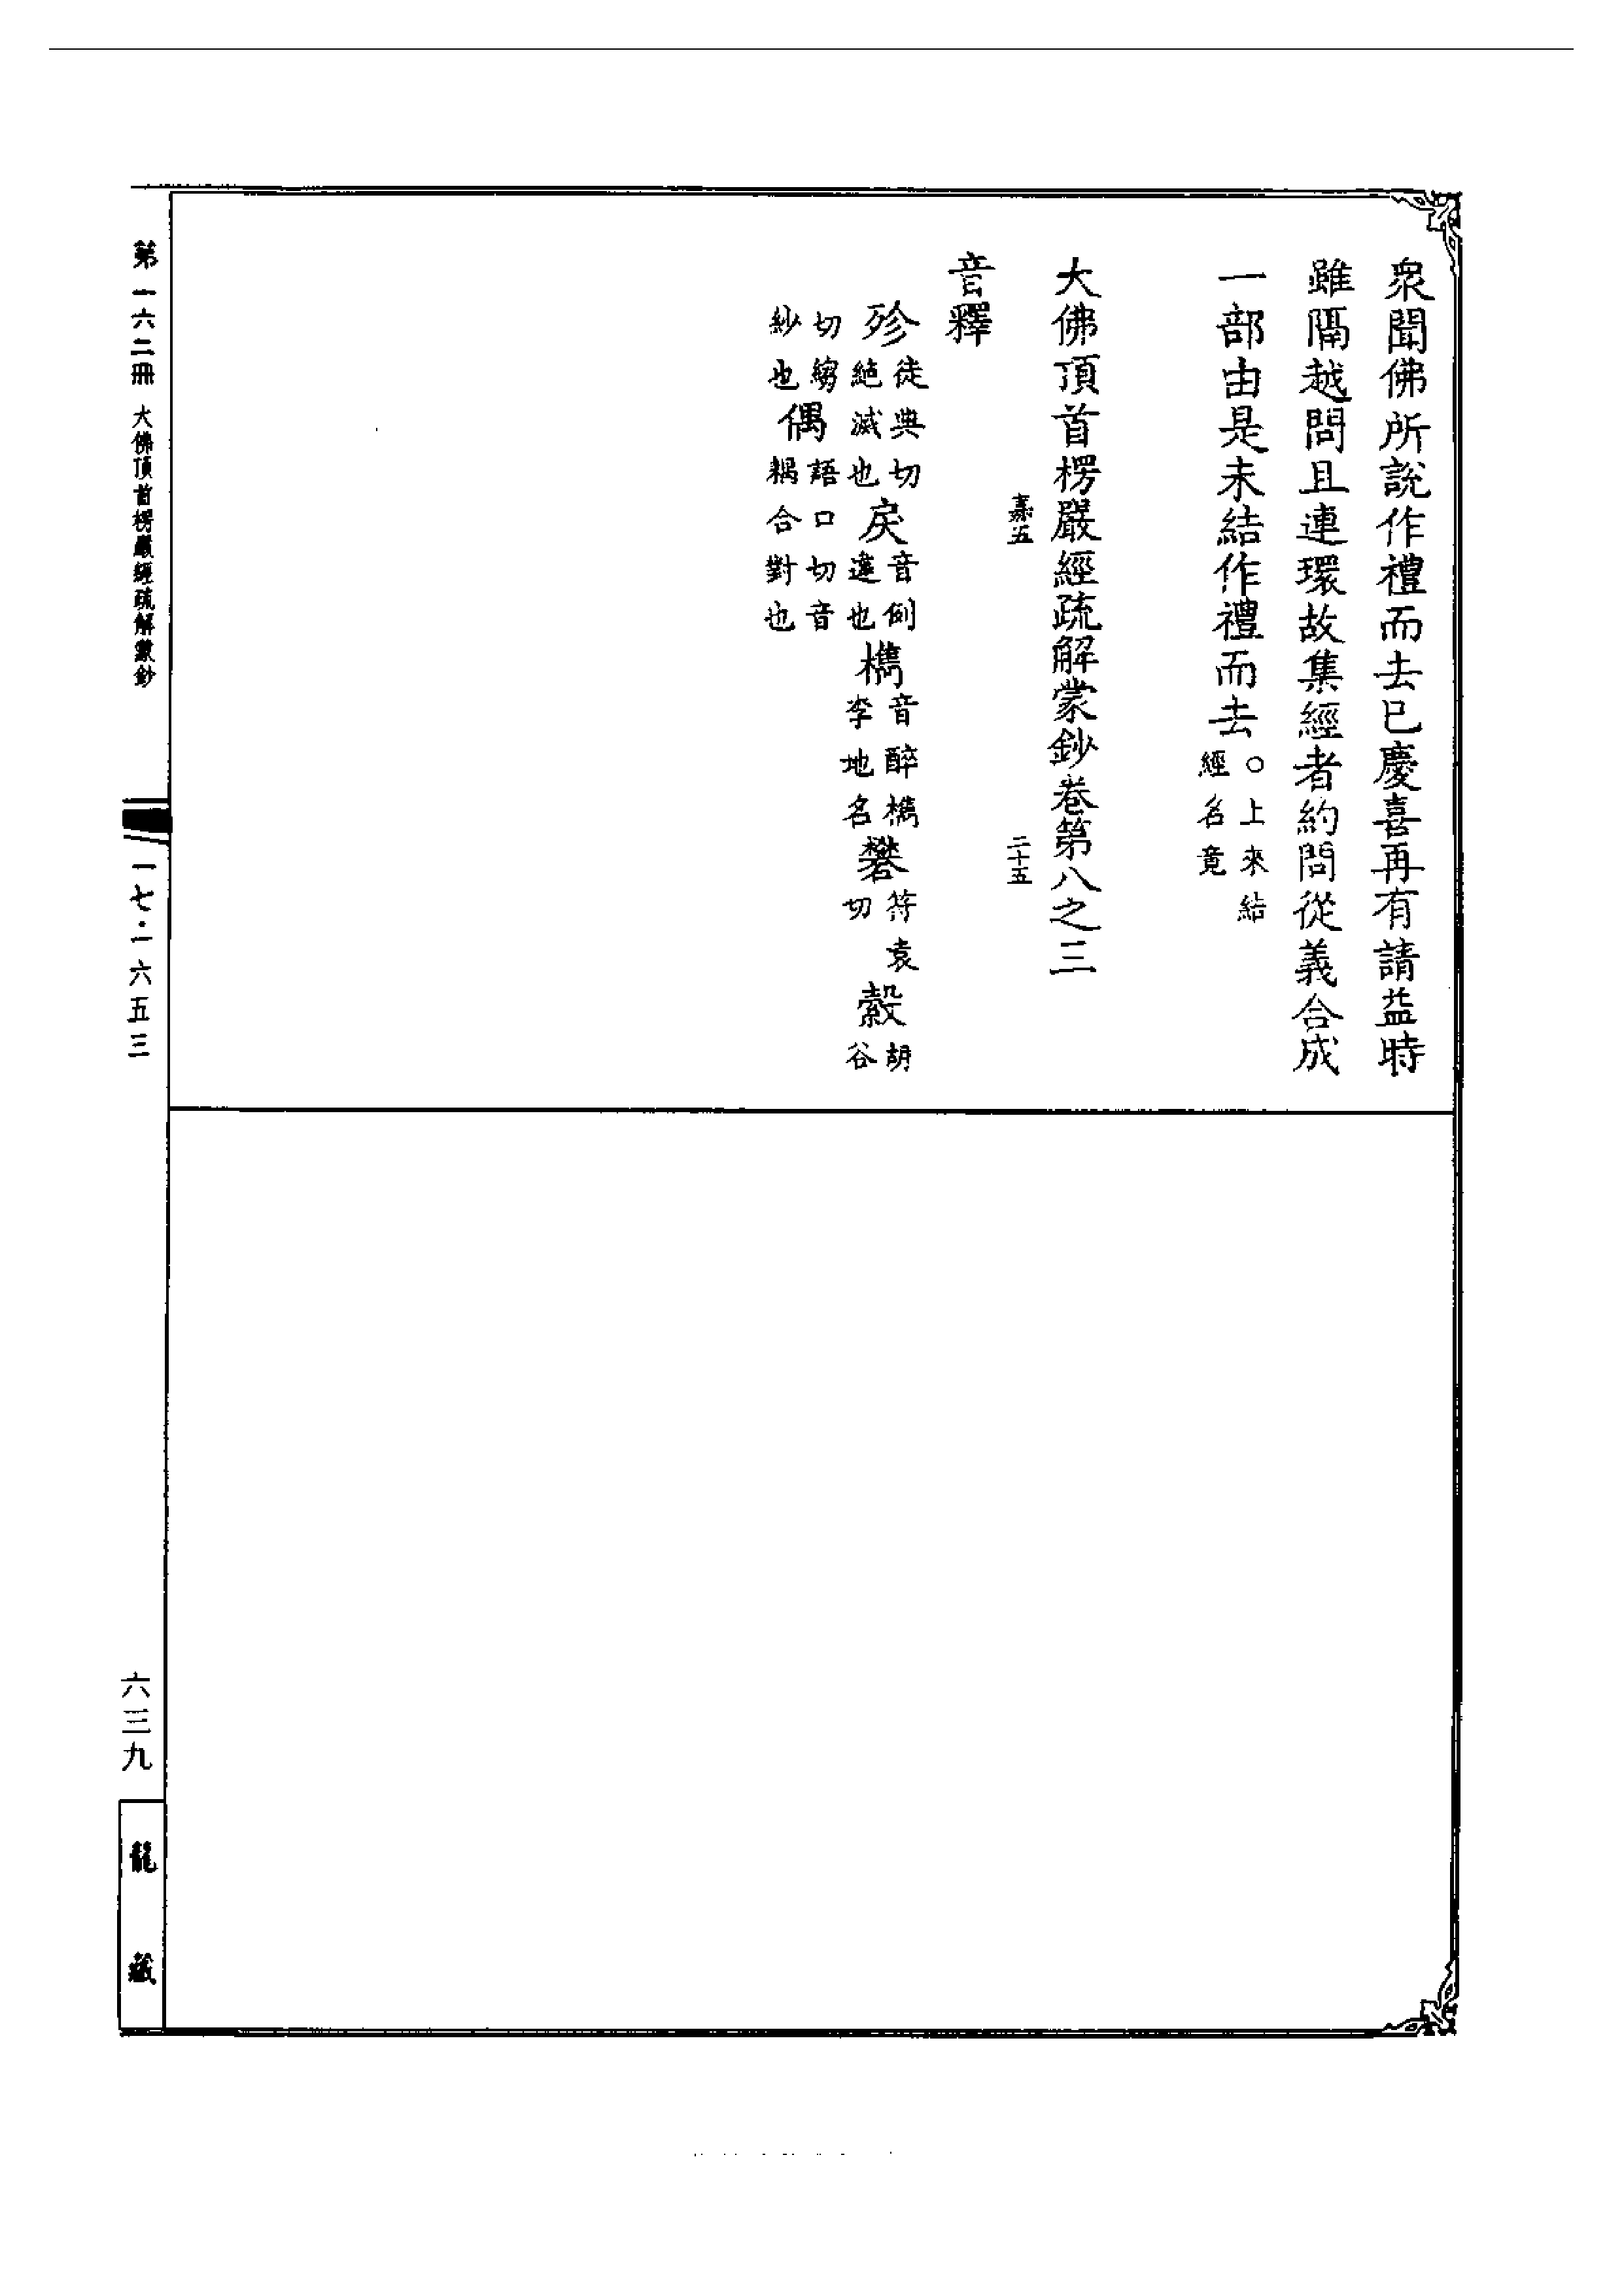 衆聞佛所說作禮而去已慶喜再有請益時
雖隔越問且連環故集經者約問從義合成
一部由是未結作禮而去○上來結經名竟
大佛頂首楞嚴經疏解蒙鈔卷第八之三
嘉五 二十五
音釋
殄徒典切絕滅也戾音例違也檇音醉檇李地名礬符袁切縠胡谷
切縐紗也偶語口切音耦合對也
第一六二冊 大佛頂首楞嚴經疏解蒙鈔
一七·一六五三
六三九
龍藏